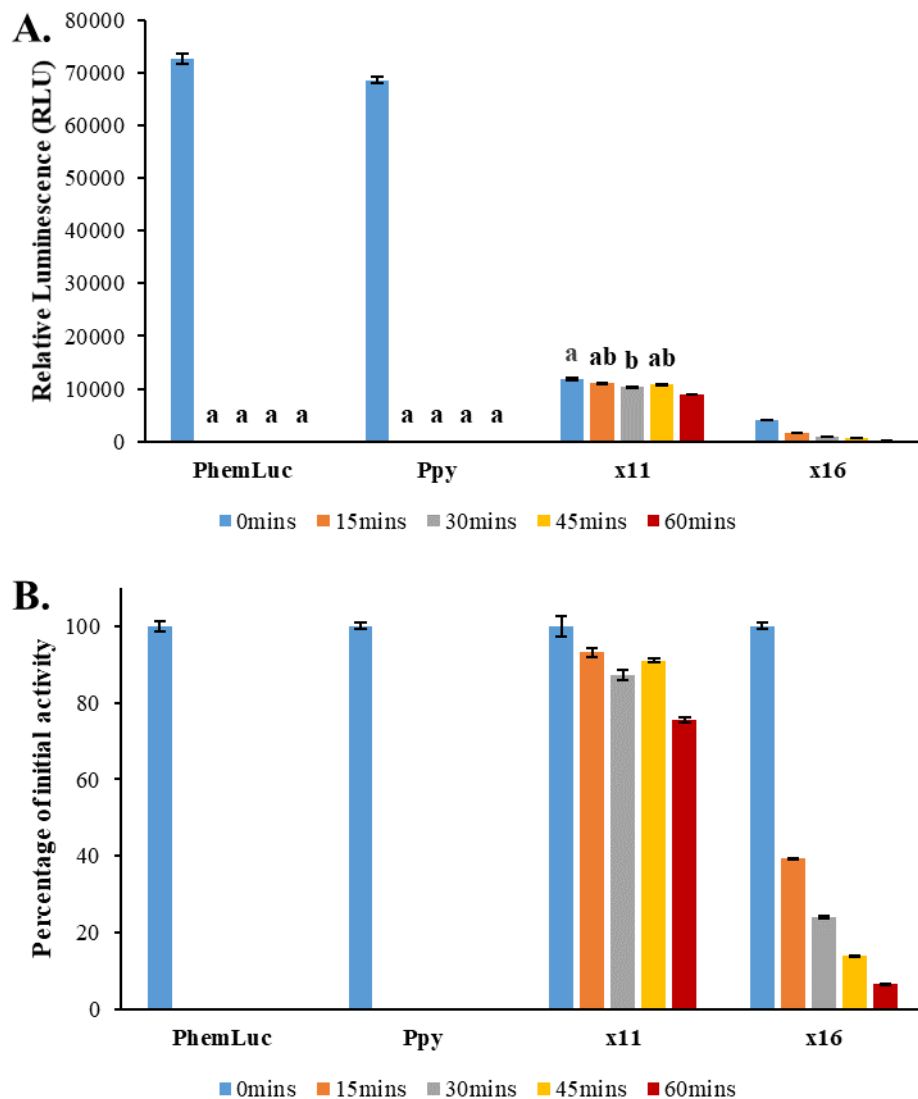 A.
Relative Luminescence (RLU)
80000
70000
60000
50000
40000
30000
20000
10000
0
a a a a
a a a a
a ab b ab
PhemLuc Ppy x11 x16
0mins 15mins 30mins 45mins 60mins
B.
Percentage of initial activity
100
80
60
40
20
0
PhemLuc Ppy x11 x16
0mins 15mins 30mins 45mins 60mins